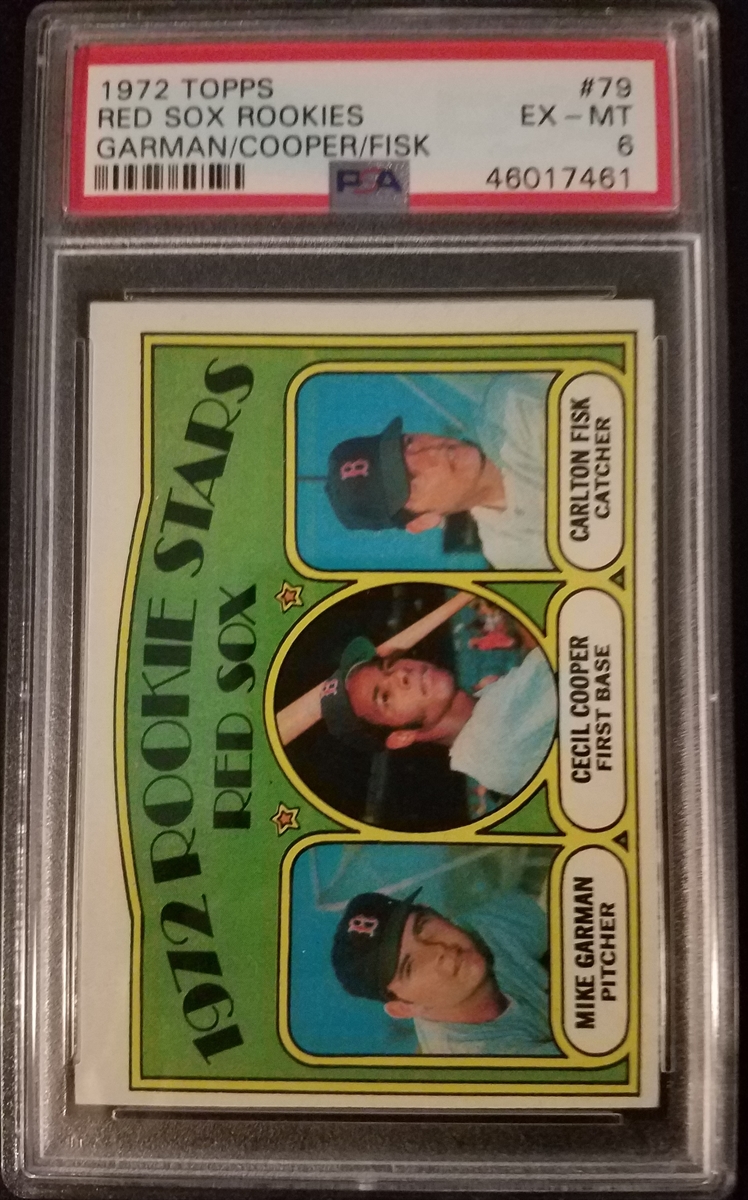 1972 TOPPS #79
RED SOX ROOKIES EX - MT
GARMAN/COOPER/FISK 6
PSA 46017461
1972 ROOKIE STARS
RED SOX
B
B
B
MIKE GARMAN
PITCHER
CECIL COOPER
FIRST BASE
CARLTON FISK
CATCHER